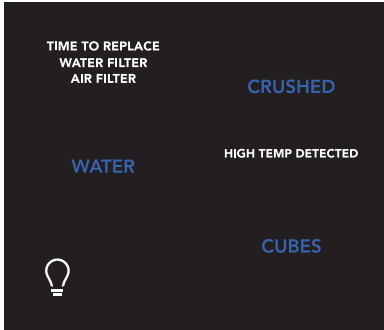 TIME TO REPLACE
WATER FILTER
AIR FILTER
CRUSHED
HIGH TEMP DETECTED
WATER
CUBES